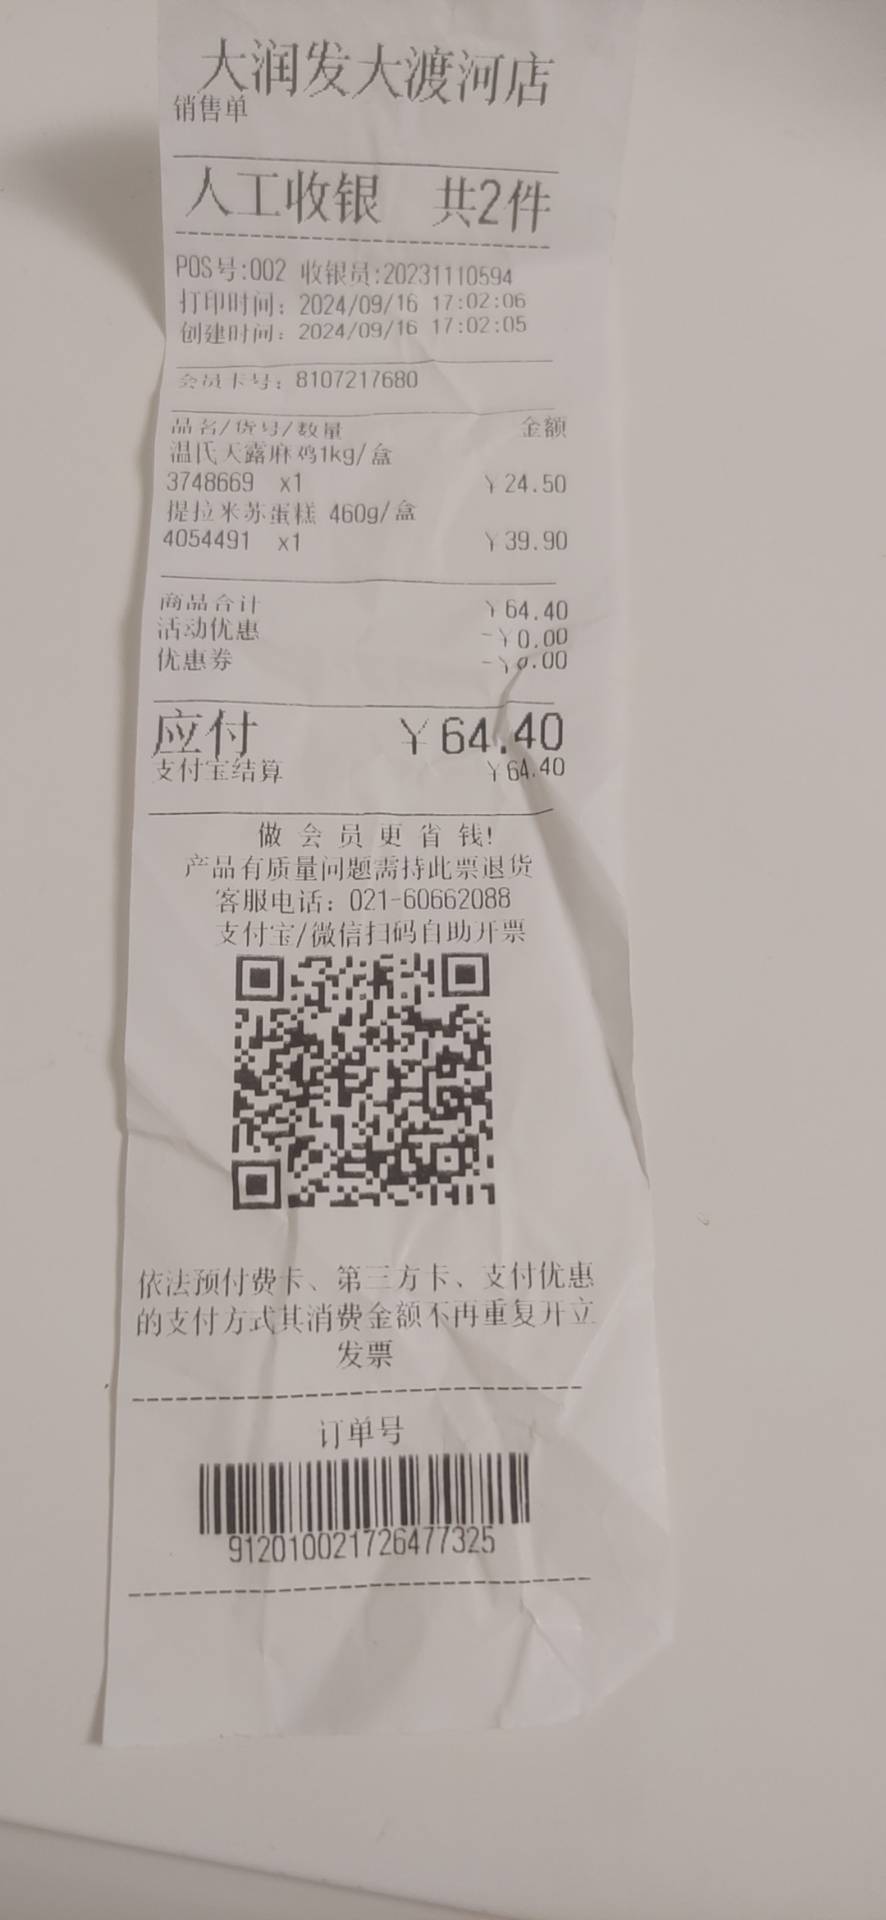 大润发大渡河店
销售单
人工收银 共2件
POS号:002 收银员:20231110594
打印时间: 2024/09/16 17:02:06
创建时间: 2024/09/16 17:02:05
会员卡号: 8107217680
品名/货号/数量 金额
温氏天露麻鸡1kg/盒
3748669 x1 ￥24.50
提拉米苏蛋糕 460g/盒
4054491 x1 ￥39.90
商品合计 ￥64.40
活动优惠 -￥0.00
优惠券 -￥0.00
应付 ￥64.40
支付宝结算 ￥64.40
做会员更省钱!
产品有质量问题需持此票退货
客服电话: 021-60662088
支付宝/微信扫码自助开票
依法预付费卡、第三方卡、支付优惠
的支付方式其消费金额不再重复开立
发票
订单号
912010021726477325